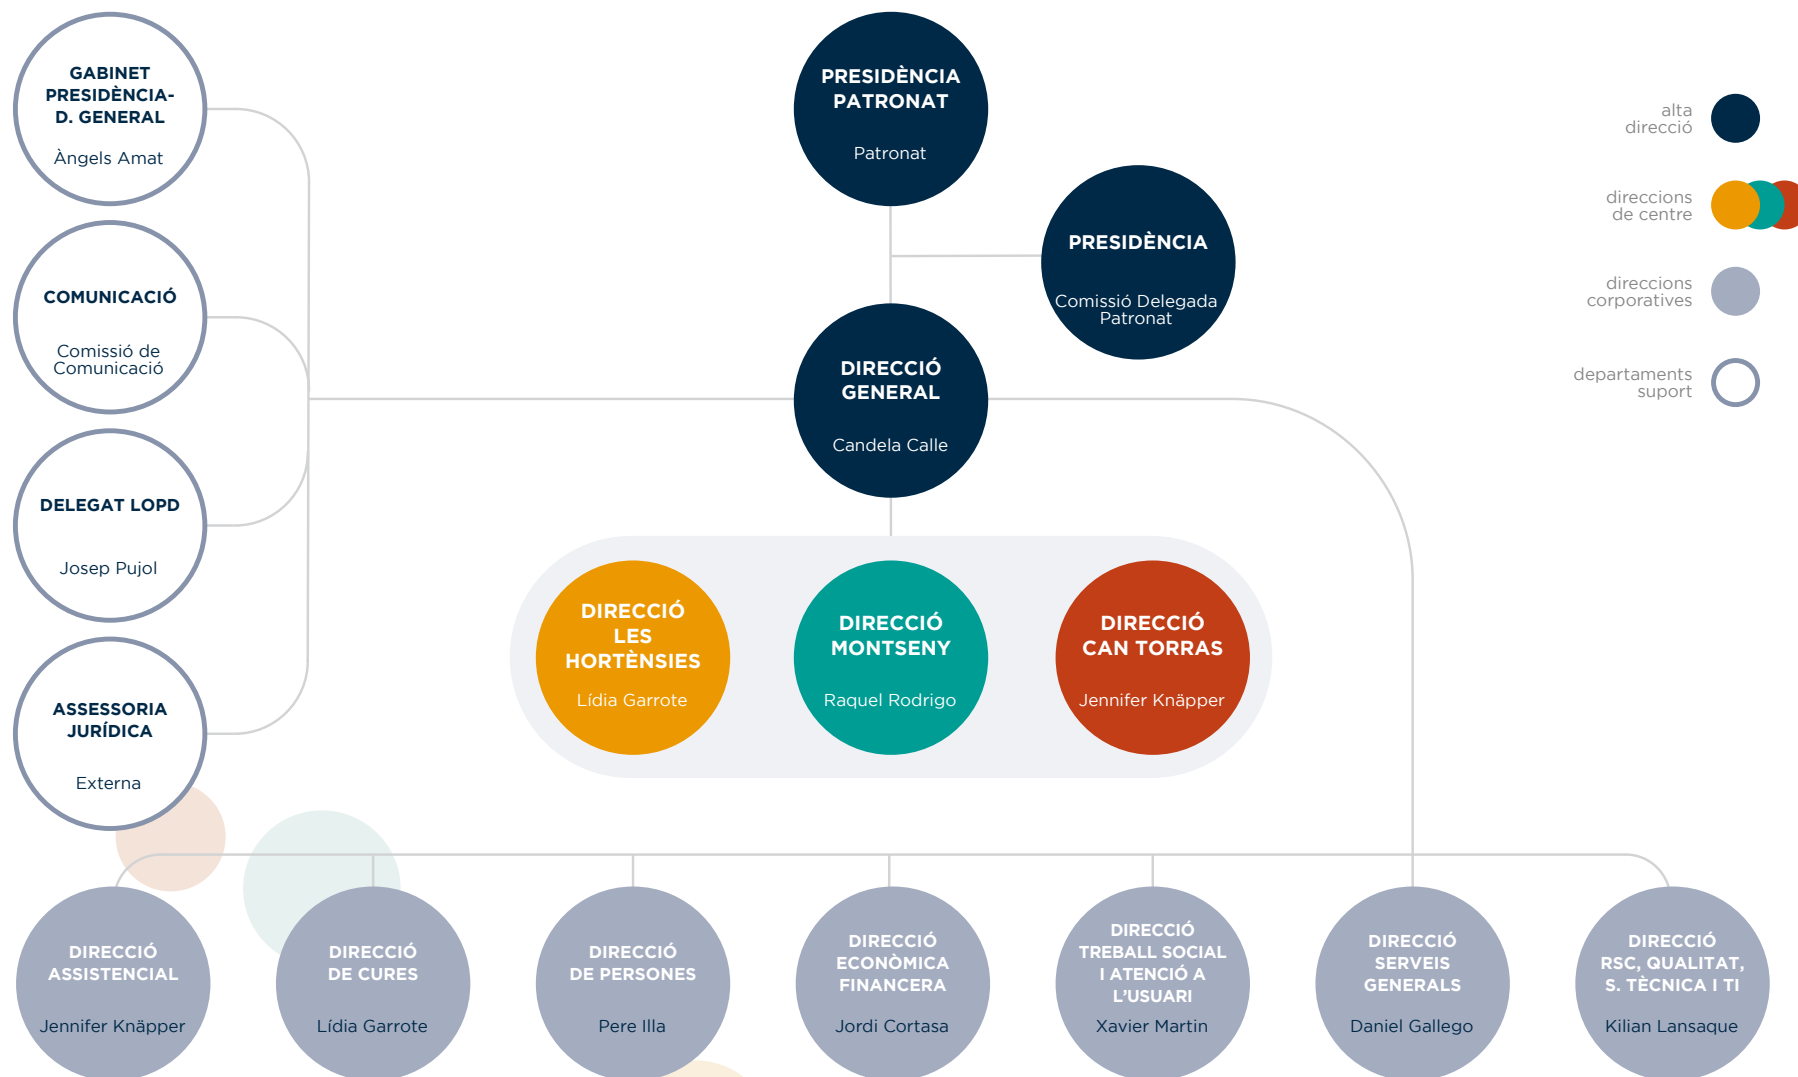 GABINET
PRESIDÈNCIA-
D. GENERAL
Àngels Amat
COMUNICACIÓ
Comissió de
Comunicació
DELEGAT LOPD
Josep Pujol
ASSESSORIA
JURÍDICA
Externa
PRESIDÈNCIA
PATRONAT
Patronat
PRESIDÈNCIA
Comissió Delegada
Patronat
DIRECCIÓ
GENERAL
Candela Calle
alta
direcció
direccions
de centre
direccions
corporatives
departaments
suport
DIRECCIÓ
LES
HORTÈNSIES
Lídia Garrote
DIRECCIÓ
MONTSENY
Raquel Rodrigo
DIRECCIÓ
CAN TORRAS
Jennifer Knäpper
DIRECCIÓ
ASSISTENCIAL
Jennifer Knäpper
DIRECCIÓ
DE CURES
Lídia Garrote
DIRECCIÓ
DE PERSONES
Pere Illa
DIRECCIÓ
ECONÒMICA
FINANCERA
Jordi Cortasa
DIRECCIÓ
TREBALL SOCIAL
I ATENCIÓ A
L'USUARI
Xavier Martin
DIRECCIÓ
SERVEIS
GENERALS
Daniel Gallego
DIRECCIÓ
RSC, QUALITAT,
S. TÈCNICA I TI
Kilian Lansaque